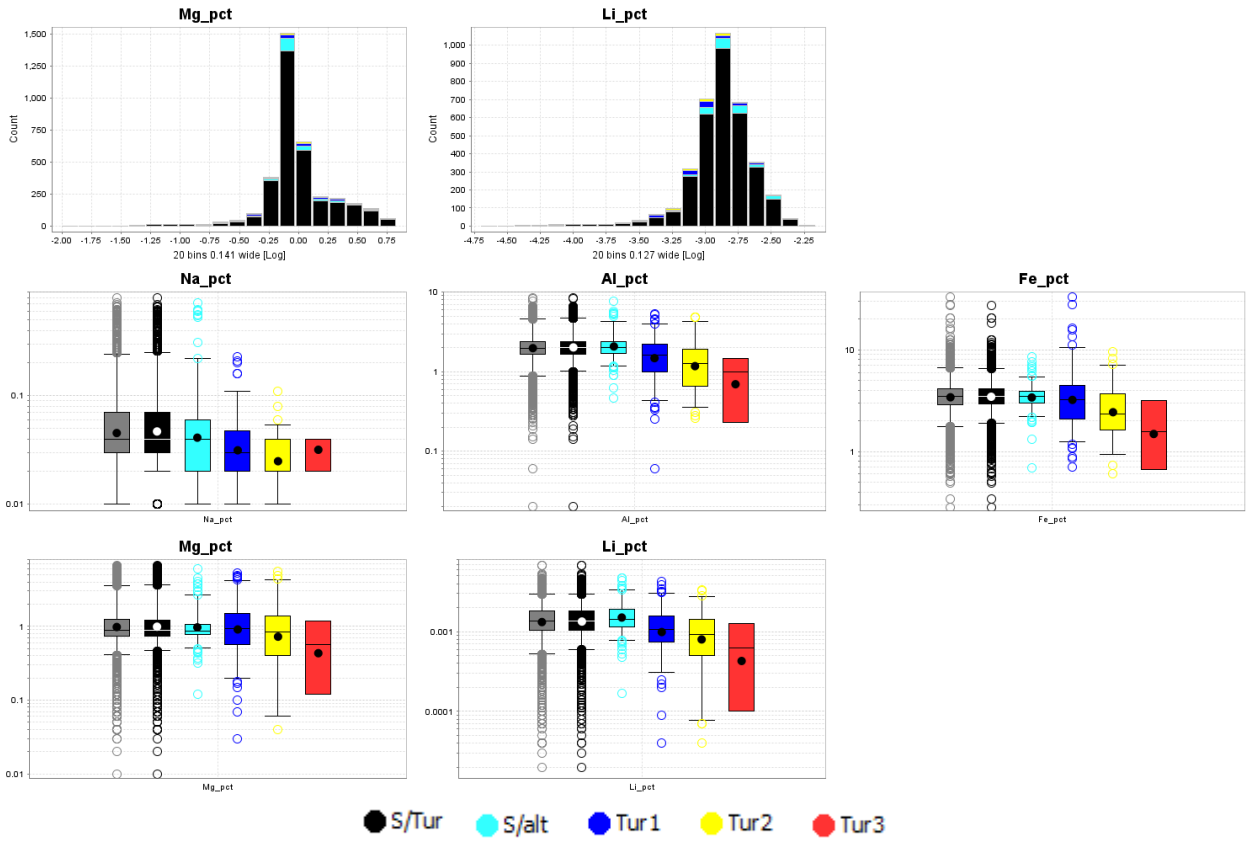 Mg_pct
Li_pct
1,500
1,250
1,000
750
500
250
0
Count
-2.00 -1.75 -1.50 -1.25 -1.00 -0.75 -0.50 -0.25 0.00 0.25 0.50 0.75
20 bins 0.141 wide [Log]
1,000
900
800
700
600
500
400
300
200
100
0
Count
-4.75 -4.50 -4.25 -4.00 -3.75 -3.50 -3.25 -3.00 -2.75 -2.50 -2.25
20 bins 0.127 wide [Log]
Na_pct
0.1
0.01
Na_pct
Al_pct
10
1
0.1
Al_pct
Fe_pct
10
1
Fe_pct
Mg_pct
1
0.1
0.01
Mg_pct
Li_pct
0.001
0.0001
Li_pct
S/Tur S/alt Tur1 Tur2 Tur3